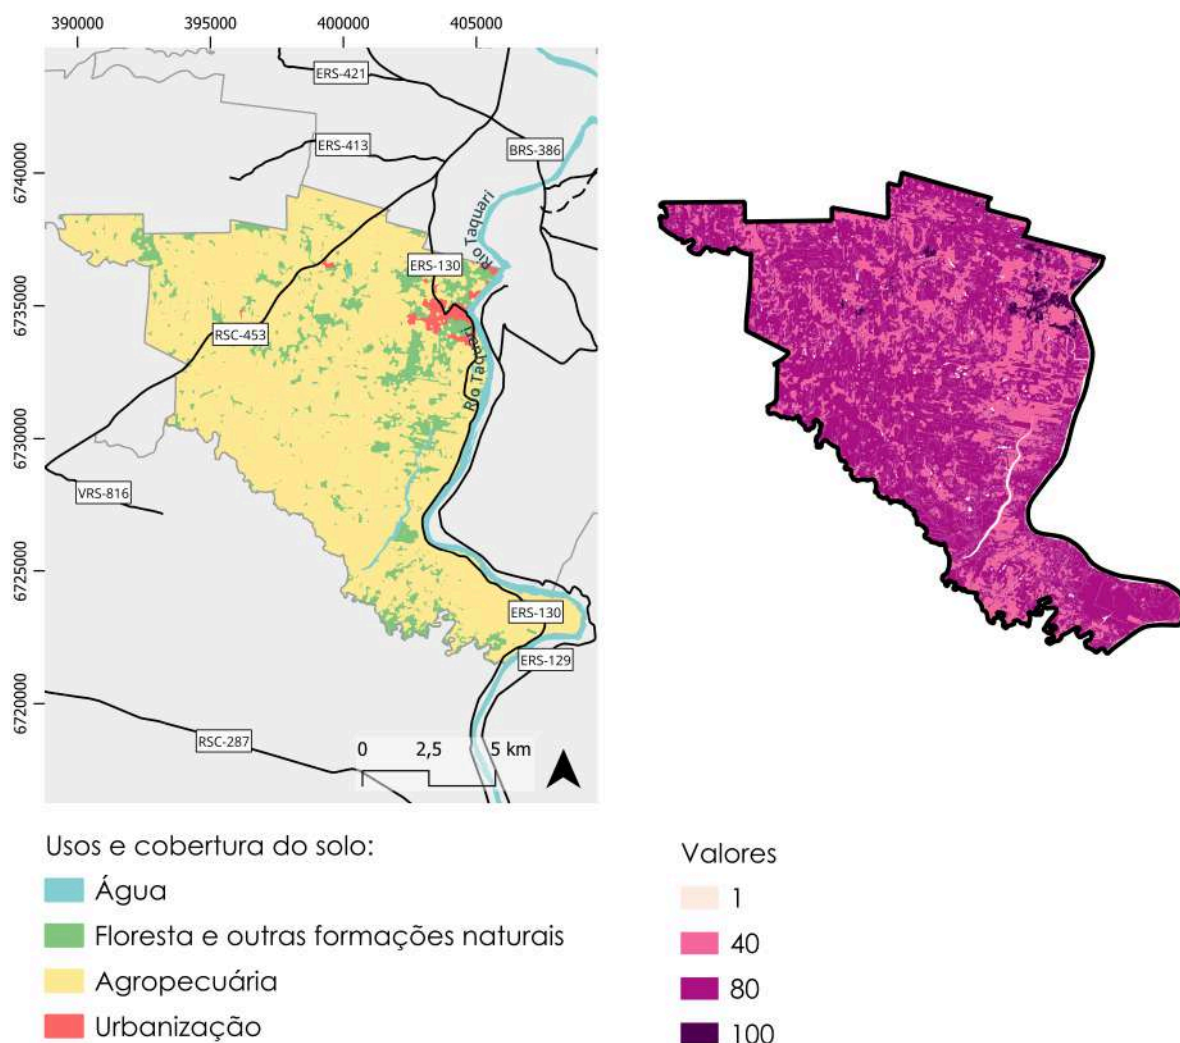 390000 395000 400000 405000
ERS-421
ERS-413
BRS-386
6740000
Rio Taquari
ERS-130
6735000
RSC-453
Rio Taquari
6730000
VRS-816
6725000
ERS-130
ERS-129
6720000
RSC-287
0 2,5 5 km
Usos e cobertura do solo:
Água
Floresta e outras formações naturais
Agropecuária
Urbanização
Valores
1
40
80
100